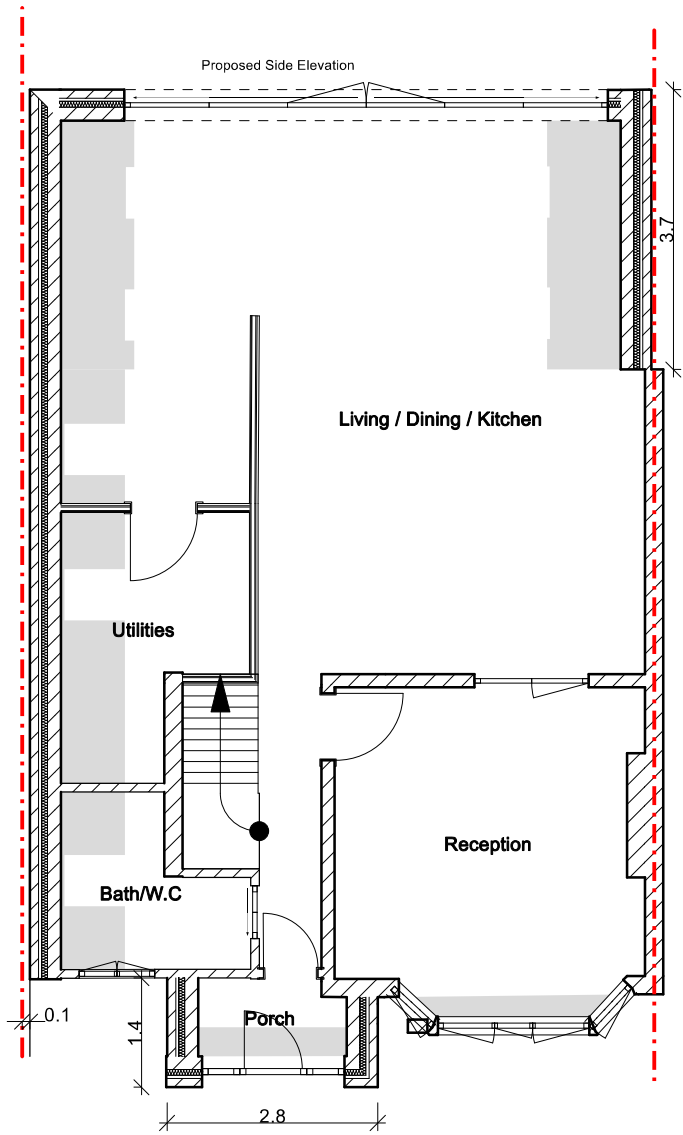 Proposed Side Elevation
3.7
Living / Dining / Kitchen
Utilities
Reception
Bath/W.C
0.1
Porch
1.4
2.8